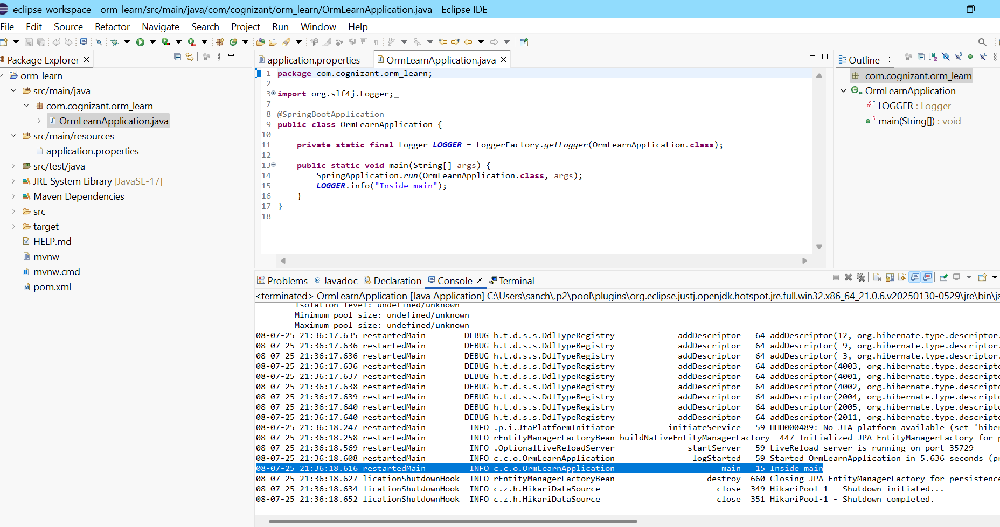 eclipse-workspace - orm-learn/src/main/java/com/cognizant/orm_learn/OrmLearnApplication.java - Eclipse IDE
File Edit Source Refactor Navigate Search Project Run Window Help
Package Explorer
orm-learn
src/main/java
com.cognizant.orm_learn
OrmLearnApplication.java
src/main/resources
application.properties
src/test/java
JRE System Library [JavaSE-17]
Maven Dependencies
src
target
HELP.md
mvnw
mvnw.cmd
pom.xml
application.properties OrmLearnApplication.java
1 package com.cognizant.orm_learn;
2
3 import org.slf4j.Logger;
7
8 @SpringBootApplication
9 public class OrmLearnApplication {
10
11 private static final Logger LOGGER = LoggerFactory.getLogger(OrmLearnApplication.class);
12
13 public static void main(String[] args) {
14 SpringApplication.run(OrmLearnApplication.class, args);
15 LOGGER.info("Inside main");
16 }
17 }
18
Outline
com.cognizant.orm_learn
OrmLearnApplication
LOGGER : Logger
main(String[]) : void
Problems Javadoc Declaration Console Terminal
<terminated> OrmLearnApplication [Java Application] C:\Users\sanch\.p2\pool\plugins\org.eclipse.justj.openjdk.hotspot.jre.full.win32.x86_64_21.0.6.v20250130-0529\jre\bin\ja
Isolation level: undefined/unknown
Minimum pool size: undefined/unknown
Maximum pool size: undefined/unknown
08-07-25 21:36:17.635 restartedMain DEBUG h.t.d.s.s.DdlTypeRegistry addDescriptor 64 addDescriptor(12, org.hibernate.type.descriptor.
08-07-25 21:36:17.636 restartedMain DEBUG h.t.d.s.s.DdlTypeRegistry addDescriptor 64 addDescriptor(-9, org.hibernate.type.descriptor.
08-07-25 21:36:17.636 restartedMain DEBUG h.t.d.s.s.DdlTypeRegistry addDescriptor 64 addDescriptor(-3, org.hibernate.type.descriptor.
08-07-25 21:36:17.636 restartedMain DEBUG h.t.d.s.s.DdlTypeRegistry addDescriptor 64 addDescriptor(4003, org.hibernate.type.descripto
08-07-25 21:36:17.637 restartedMain DEBUG h.t.d.s.s.DdlTypeRegistry addDescriptor 64 addDescriptor(4001, org.hibernate.type.descripto
08-07-25 21:36:17.638 restartedMain DEBUG h.t.d.s.s.DdlTypeRegistry addDescriptor 64 addDescriptor(4002, org.hibernate.type.descripto
08-07-25 21:36:17.639 restartedMain DEBUG h.t.d.s.s.DdlTypeRegistry addDescriptor 64 addDescriptor(2004, org.hibernate.type.descripto
08-07-25 21:36:17.640 restartedMain DEBUG h.t.d.s.s.DdlTypeRegistry addDescriptor 64 addDescriptor(2005, org.hibernate.type.descripto
08-07-25 21:36:17.640 restartedMain DEBUG h.t.d.s.s.DdlTypeRegistry addDescriptor 64 addDescriptor(2011, org.hibernate.type.descripto
08-07-25 21:36:18.247 restartedMain INFO .p.i.JtaPlatformInitiator initiateService 59 HHH000489: No JTA platform available (set 'hiber
08-07-25 21:36:18.258 restartedMain INFO rEntityManagerFactoryBean buildNativeEntityManagerFactory 447 Initialized JPA EntityManagerFactory for p
08-07-25 21:36:18.569 restartedMain INFO .OptionalLiveReloadServer startServer 59 LiveReload server is running on port 35729
08-07-25 21:36:18.608 restartedMain INFO c.c.o.OrmLearnApplication logStarted 59 Started OrmLearnApplication in 5.636 seconds (pr
08-07-25 21:36:18.616 restartedMain INFO c.c.o.OrmLearnApplication main 15 Inside main
08-07-25 21:36:18.627 licationShutdownHook INFO rEntityManagerFactoryBean destroy 660 Closing JPA EntityManagerFactory for persistence
08-07-25 21:36:18.634 licationShutdownHook INFO c.z.h.HikariDataSource close 349 HikariPool-1 - Shutdown initiated...
08-07-25 21:36:18.652 licationShutdownHook INFO c.z.h.HikariDataSource close 351 HikariPool-1 - Shutdown completed.